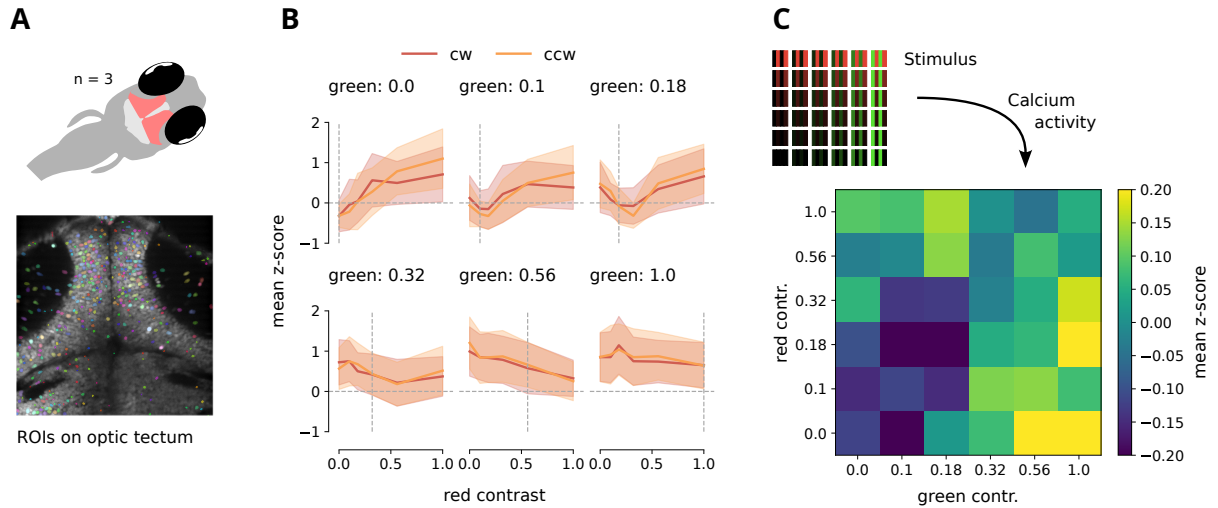 A
n = 3
ROIs on optic tectum
B
cw
ccw
green: 0.0
green: 0.1
green: 0.18
2
1
0
−1
green: 0.32
green: 0.56
green: 1.0
2
1
0
−1
mean z-score
0.0 0.5 1.0
0.0 0.5 1.0
0.0 0.5 1.0
red contrast
C
Stimulus
Calcium
activity
1.0
0.56
0.32
0.18
0.1
0.0
red contr.
0.0 0.1 0.18 0.32 0.56 1.0
green contr.
0.20
0.15
0.10
0.05
0.00
−0.05
−0.10
−0.15
−0.20
mean z-score